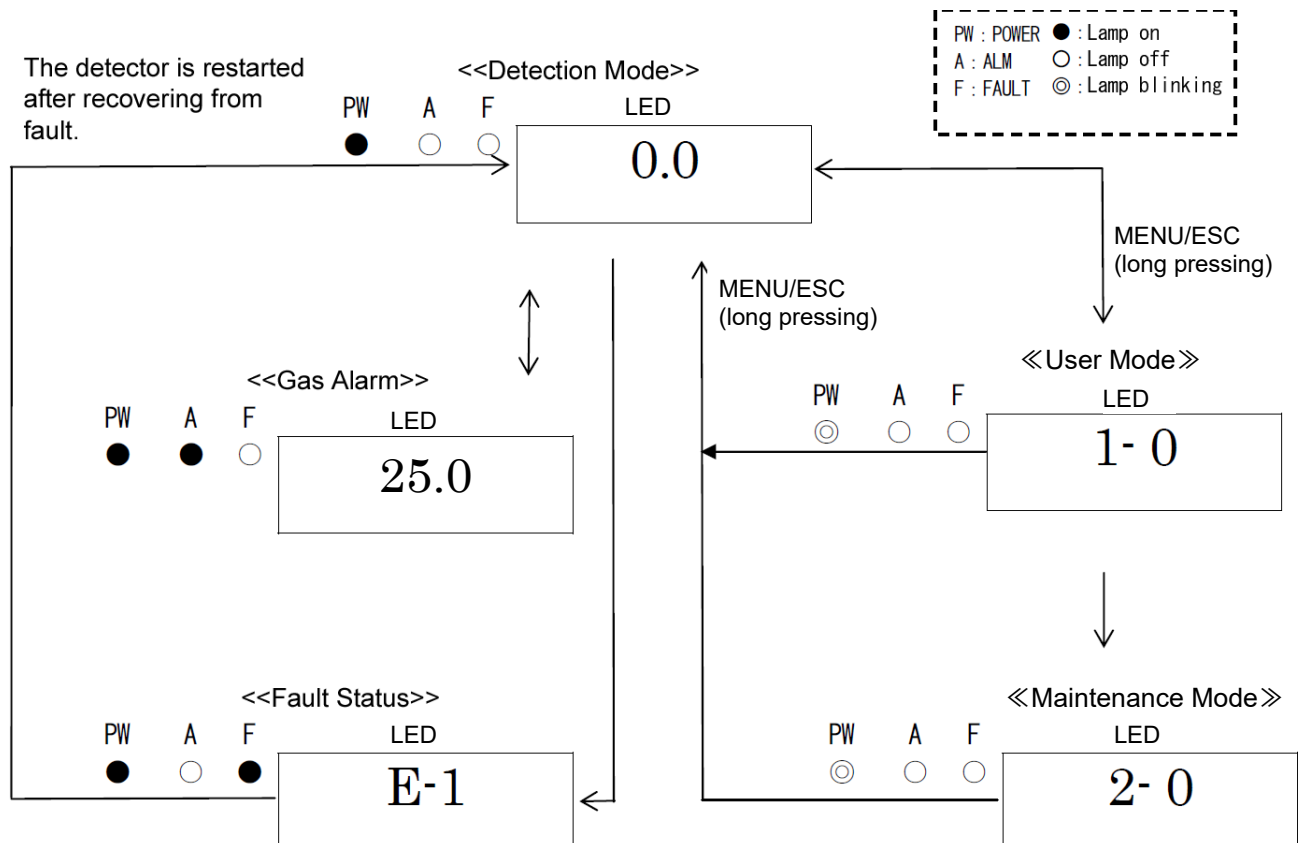 PW : POWER ● : Lamp on
A : ALM ○ : Lamp off
F : FAULT ◎ : Lamp blinking
The detector is restarted
after recovering from
fault.
<<Detection Mode>>
PW A F
LED
0.0
MENU/ESC
(long pressing)
MENU/ESC
(long pressing)
<<Gas Alarm>>
PW A F
LED
25.0
≪User Mode≫
PW A F
LED
1- 0
<<Fault Status>>
PW A F
LED
E-1
≪Maintenance Mode≫
PW A F
LED
2- 0